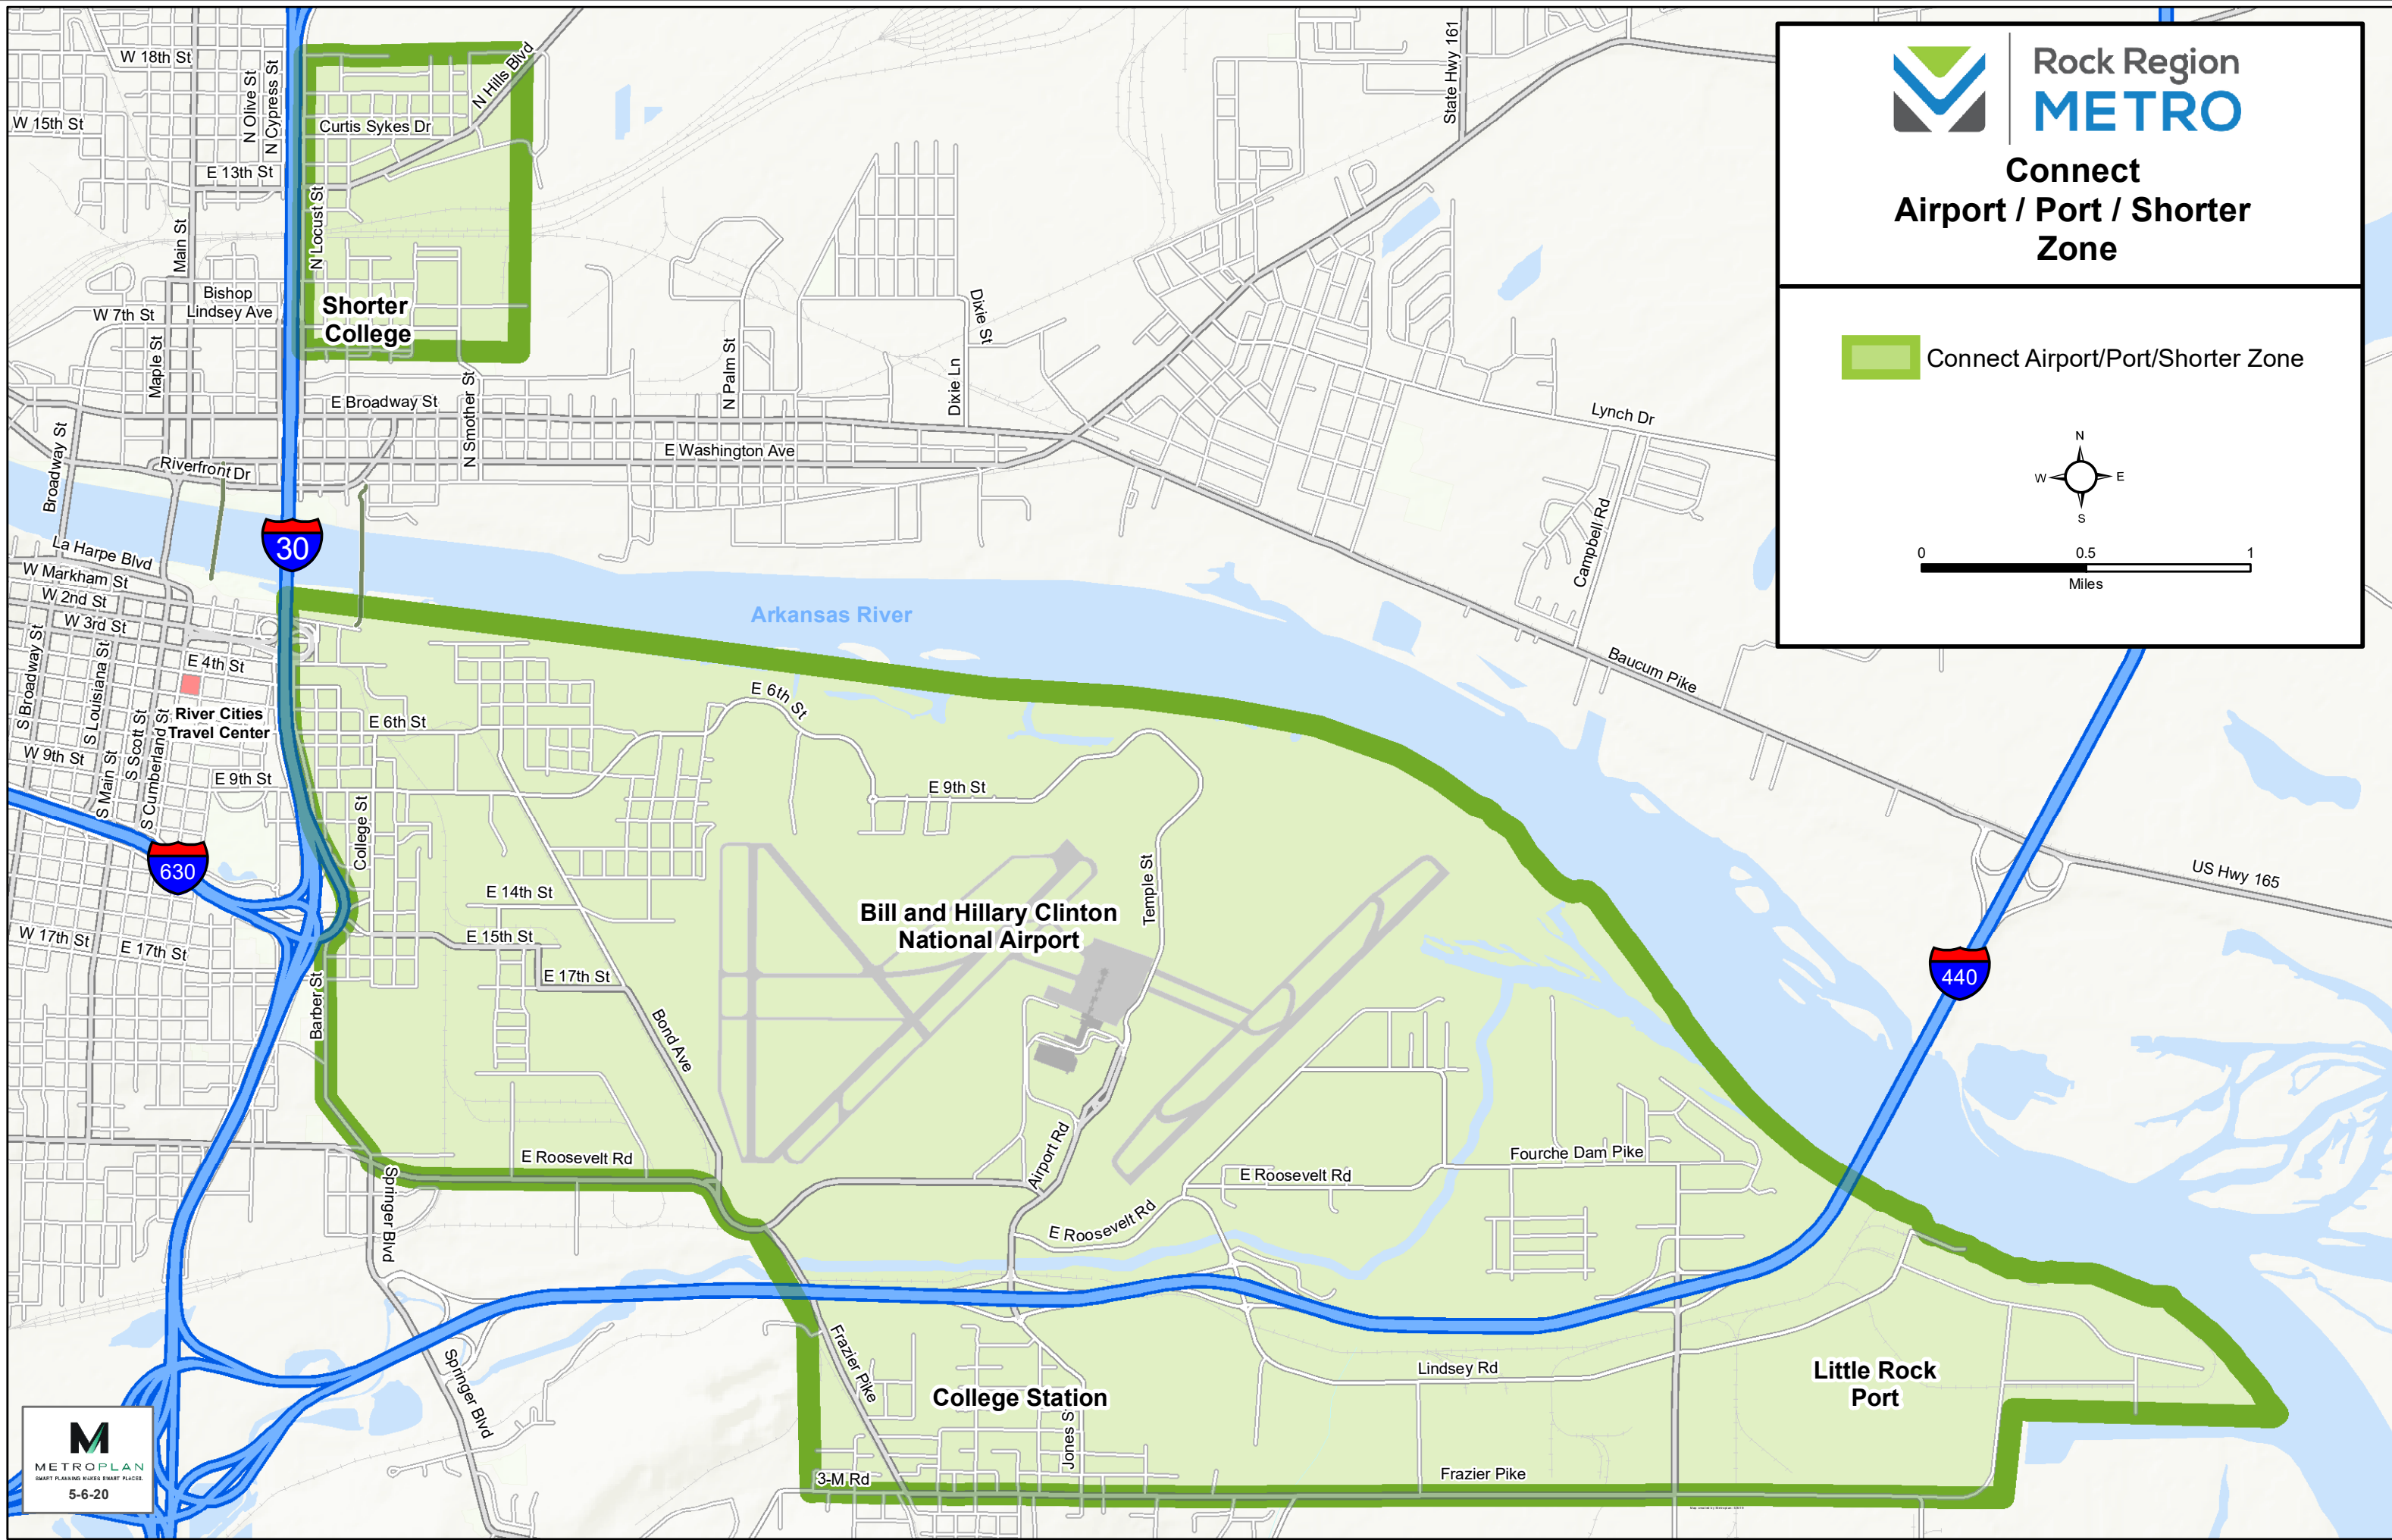 Rock Region
METRO
Connect
Airport / Port / Shorter
Zone
Connect Airport/Port/Shorter Zone
N
W
E
S
0
0.5
1
Miles
W 18th St
N Olive St
N Cypress St
N Hills Blvd
State Hwy 161
W 15th St
Curtis Sykes Dr
E 13th St
N Locust St
Main St
Bishop
Lindsey Ave
W 7th St
Shorter
College
Maple St
Dixie St
N Palm St
Dixie Ln
E Broadway St
N Smother St
Lynch Dr
Broadway St
Riverfront Dr
E Washington Ave
30
Campbell Rd
La Harpe Blvd
W Markham St
W 2nd St
W 3rd St
Arkansas River
E 4th St
Baucum Pike
S Broadway St
S Louisiana St
S Scott St
S Cumberland St
S Main St
River Cities
Travel Center
E 6th St
E 6th St
W 9th St
E 9th St
E 9th St
College St
630
US Hwy 165
E 14th St
Bill and Hillary Clinton
National Airport
Temple St
W 17th St
E 17th St
E 15th St
E 17th St
440
Barber St
Bond Ave
E Roosevelt Rd
Airport Rd
Fourche Dam Pike
E Roosevelt Rd
E Roosevelt Rd
Springer Blvd
Springer Blvd
Frazier Pike
Lindsey Rd
Little Rock
Port
College Station
Jones St
3-M Rd
Frazier Pike
M
METROPLAN
SMART PLANNING MAKES SMART PLACES.
5-6-20